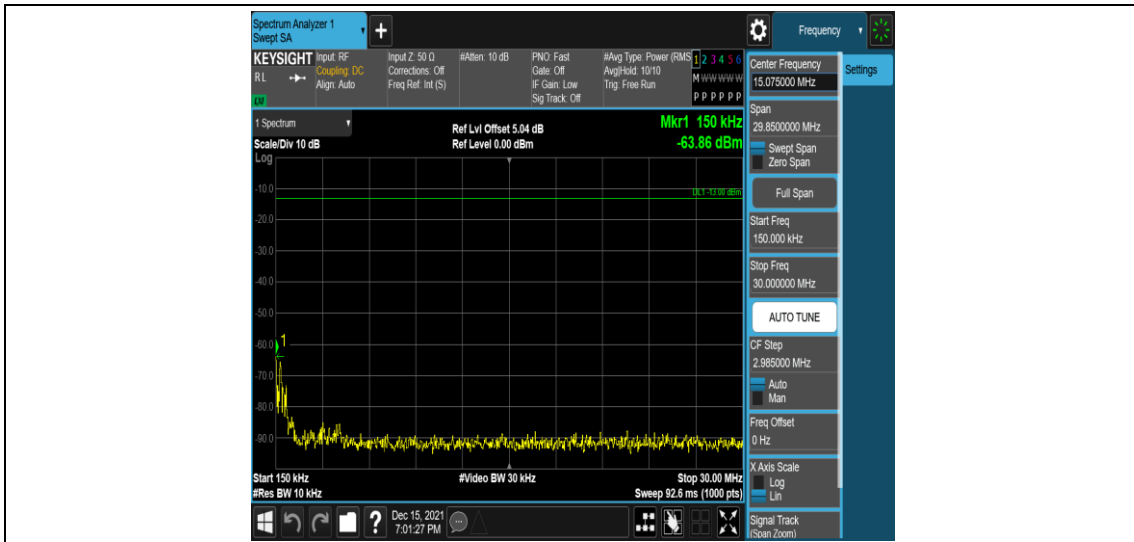 Spectrum Analyzer 1
Swept SA
+
Frequency
KEYSIGHT
RL
LXI
Input: RF
Coupling: DC
Align: Auto
Input Z: 50 Ω
Corrections: Off
Freq Ref: Int (S)
#Atten: 10 dB
PNO: Fast
Gate: Off
IF Gain: Low
Sig Track: Off
#Avg Type: Power (RMS
Avg|Hold: 10/10
Trig: Free Run
1 2 3 4 5 6
M W W W W W
P P P P P P
1 Spectrum
Scale/Div 10 dB
Ref Lvl Offset 5.04 dB
Ref Level 0.00 dBm
Mkr1 150 kHz
-63.86 dBm
Log
DL1 -13.00 dBm
-10.0
-20.0
-30.0
-40.0
-50.0
-60.0
1
-70.0
-80.0
-90.0
Start 150 kHz
#Res BW 10 kHz
#Video BW 30 kHz
Stop 30.00 MHz
Sweep 92.6 ms (1000 pts)
Center Frequency
15.075000 MHz
Settings
Span
29.8500000 MHz
Swept Span
Zero Span
Full Span
Start Freq
150.000 kHz
Stop Freq
30.000000 MHz
AUTO TUNE
CF Step
2.985000 MHz
Auto
Man
Freq Offset
0 Hz
X Axis Scale
Log
Lin
Signal Track
(Span Zoom)
?
Dec 15, 2021
7:01:27 PM